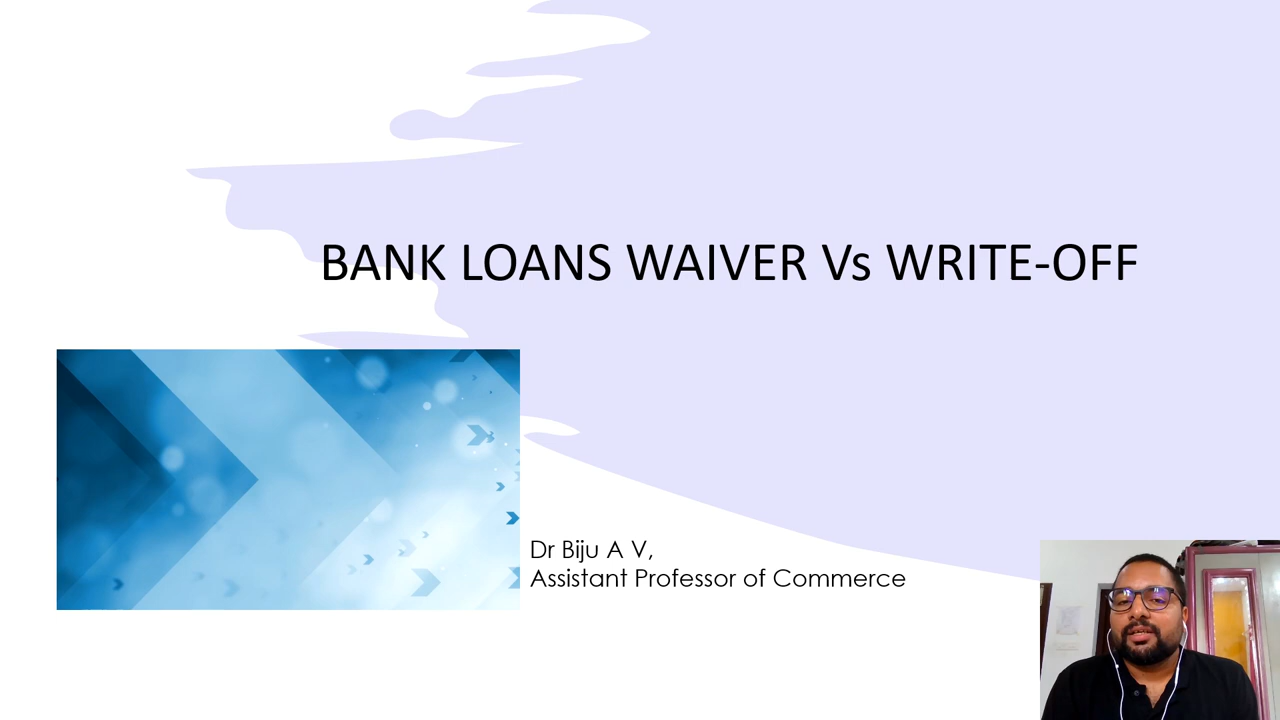 BANK LOANS WAIVER Vs WRITE-OFF
Dr Biju A V,
Assistant Professor of Commerce